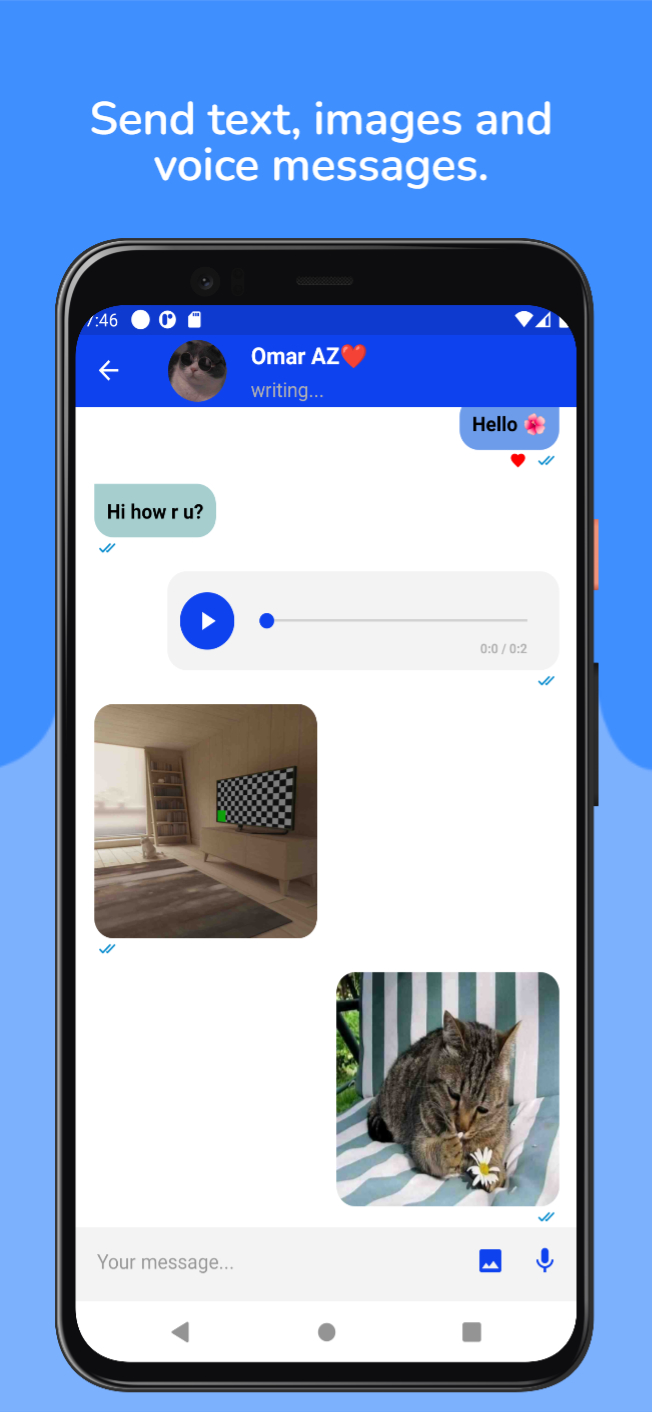 Send text, images and
voice messages.
7:46
Omar AZ❤️
writing...
Hello 🌺
Hi how r u?
0:0 / 0:2
Your message...